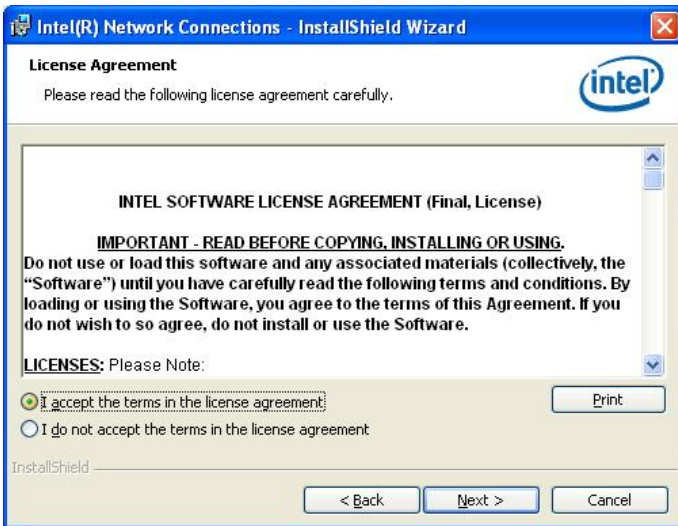 Intel(R) Network Connections - InstallShield Wizard
License Agreement
Please read the following license agreement carefully.
intel
INTEL SOFTWARE LICENSE AGREEMENT (Final, License)
IMPORTANT - READ BEFORE COPYING, INSTALLING OR USING.
Do not use or load this software and any associated materials (collectively, the
“Software”) until you have carefully read the following terms and conditions. By
loading or using the Software, you agree to the terms of this Agreement. If you
do not wish to so agree, do not install or use the Software.
LICENSES: Please Note:
I accept the terms in the license agreement
Print
I do not accept the terms in the license agreement
InstallShield
< Back
Next >
Cancel